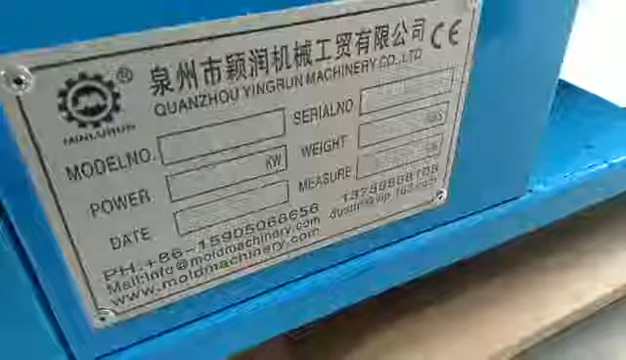 泉州市颖润机械工贸有限公司 CE
QUANZHOU YINGRUN MACHINERY CO.,LTD
®
MODELNO.
SERIALNO
POWER KW
WEIGHT
DATE
MEASURE
PH:+86-15905066656
Mail:Info@moldmachinery.com
www.moldmachinery.com